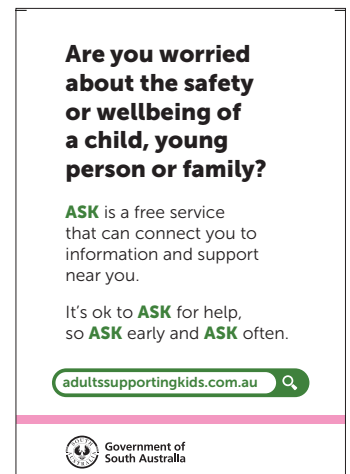 Are you worried
about the safety
or wellbeing of
a child, young
person or family?
ASK is a free service
that can connect you to
information and support
near you.
It's ok to ASK for help,
so ASK early and ASK often.
adultssupportingkids.com.au
SOUTH AUSTRALIA
Government of
South Australia